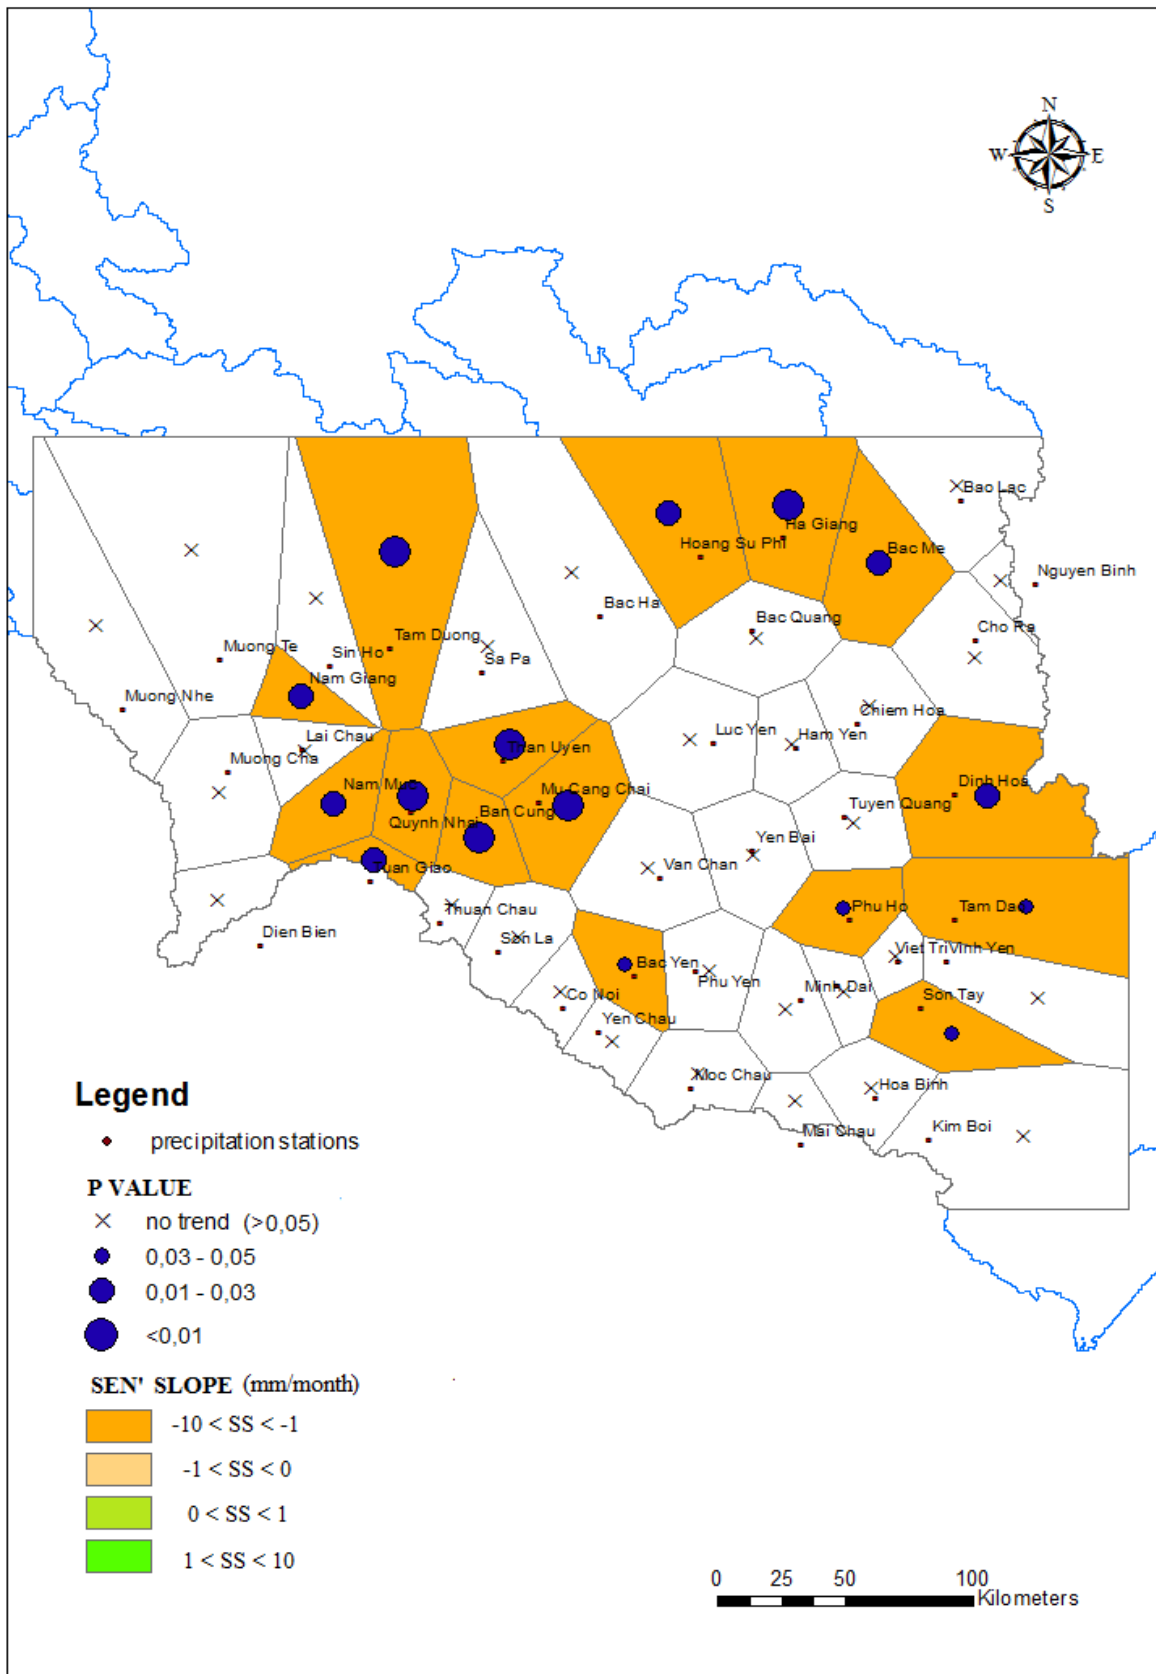 N
W E
S
Bao Lac
Ha Giang
Hoang Su Phi
Bac Me
Nguyen Binh
Bac Ha
Bac Quang
Cho Ra
Muong Te
Sin Ho
Tam Duong
Sa Pa
Nam Giang
Muong Nhe
Chiem Hoa
Lai Chau
Luc Yen
Ham Yen
Muong Cha
Than Uyen
Nam Muc
Mu Cang Chai
Dinh Hoa
Quynh Nhai
Ban Cung
Tuyen Quang
Yen Bai
Tuan Giao
Van Chan
Thuan Chau
Phu Ho
Tam Dao
Dien Bien
Son La
Viet Tri
Vinh Yen
Bac Yen
Phu Yen
Minh Dai
Co Noi
Son Tay
Yen Chau
Moc Chau
Hoa Binh
Mai Chau
Kim Boi
Legend
precipitation stations
P VALUE
no trend (>0,05)
0,03 - 0,05
0,01 - 0,03
<0,01
SEN' SLOPE (mm/month)
-10 < SS < -1
-1 < SS < 0
0 < SS < 1
1 < SS < 10
0 25 50 100
Kilometers